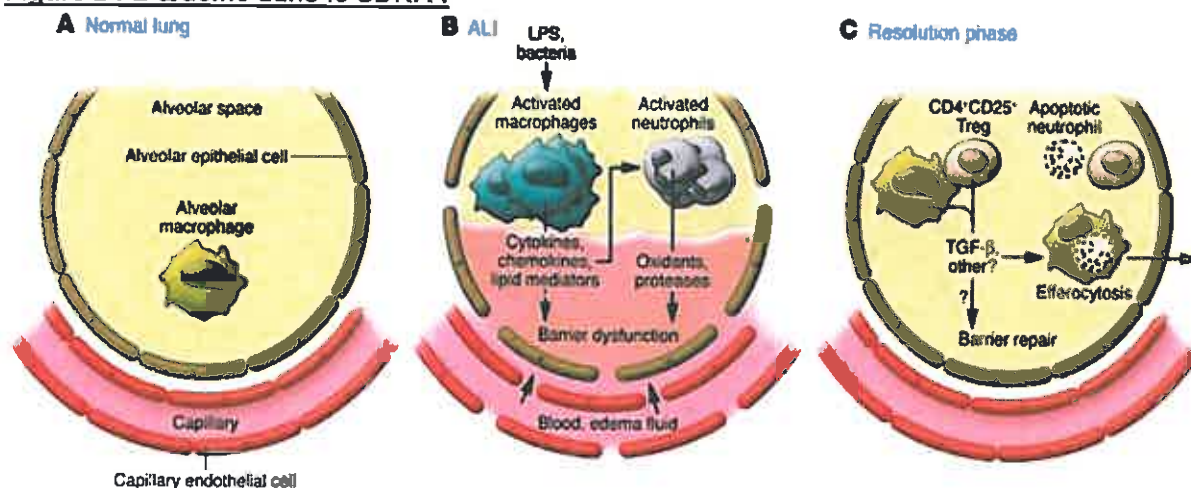 A Normal lung
Alveolar space
Alveolar epithelial cell
Alveolar
macrophage
Capillary
Capillary endothelial cell
B ALI
LPS,
bacteria
Activated
macrophages
Activated
neutrophils
Cytokines,
chemokines,
lipid mediators
Oxidants,
proteases
Barrier dysfunction
Blood, edema fluid
C Resolution phase
CD4+CD25+
Treg
Apoptotic
neutrophil
TGF-β,
other?
?
Efferocytosis
Barrier repair